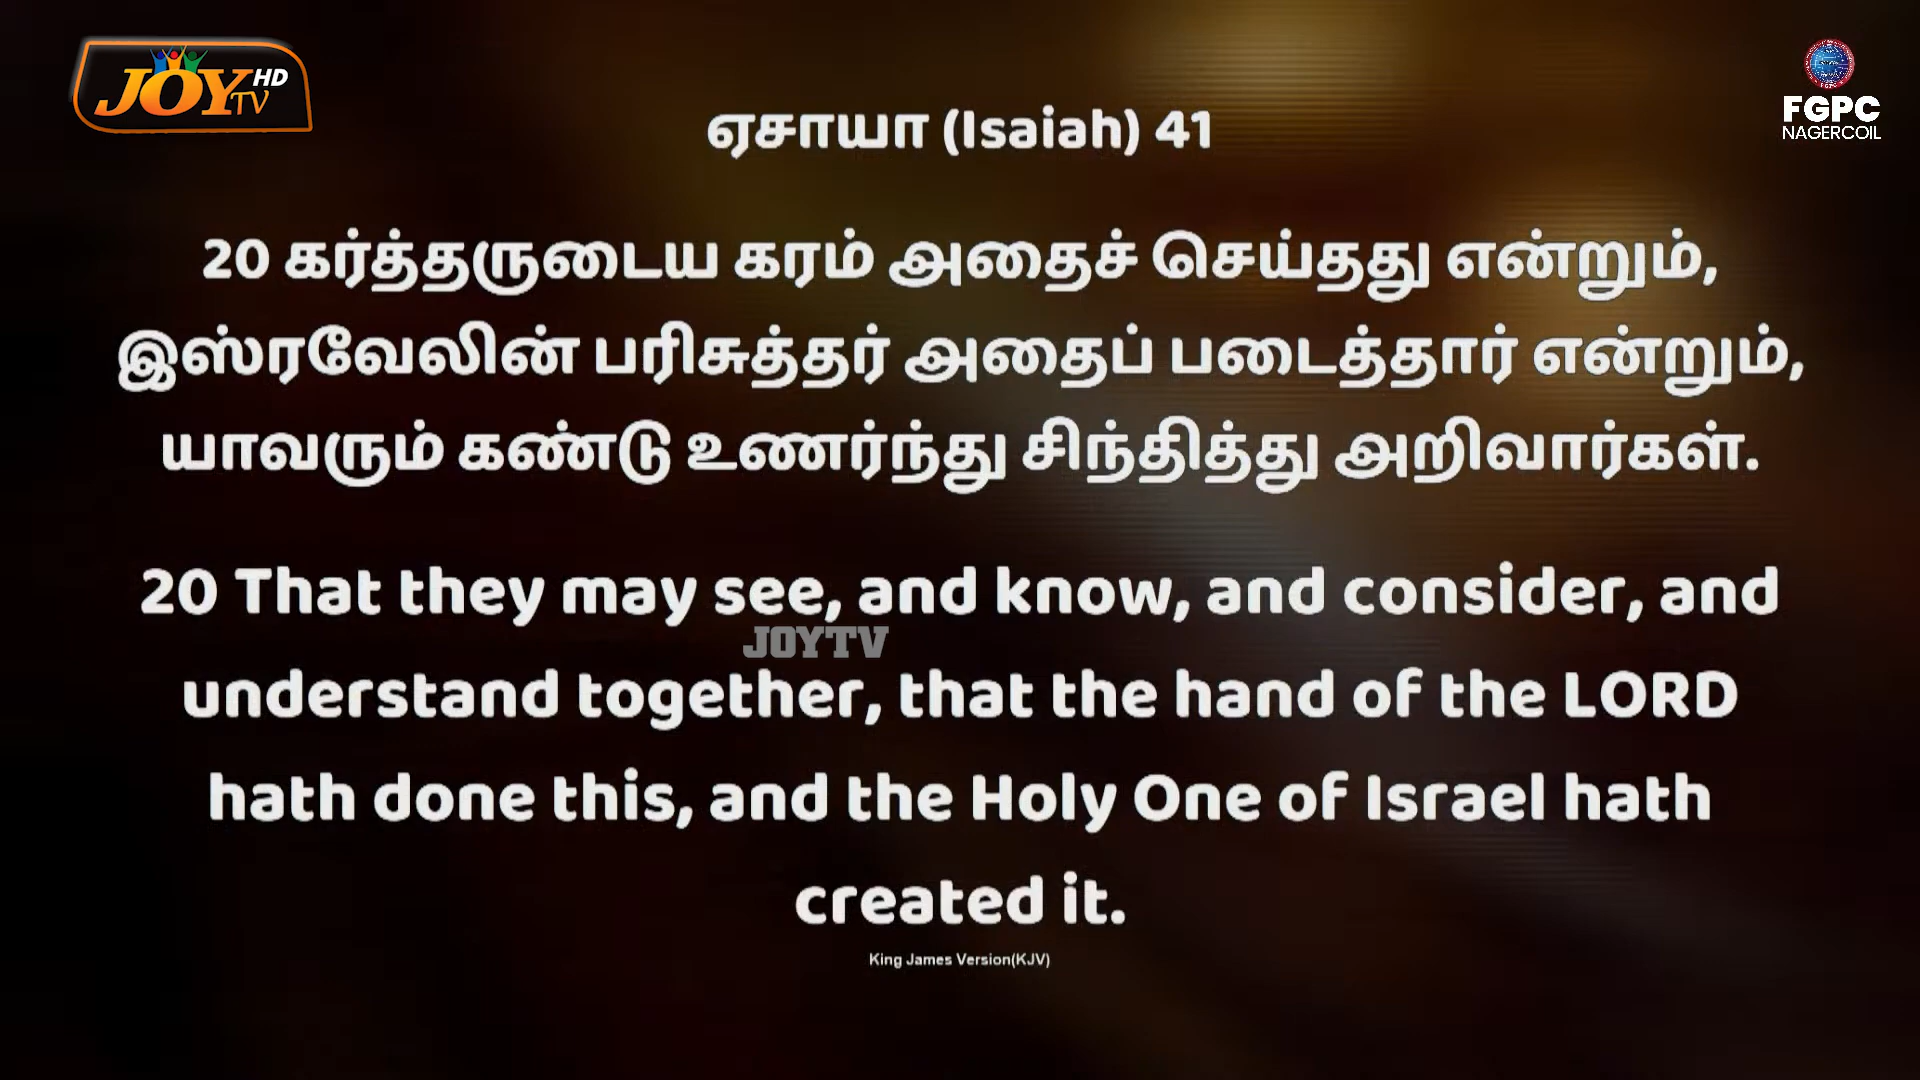 JOY TV HD
FGPC
NAGERCOIL
ஏசாயா (Isaiah) 41
20 கர்த்தருடைய கரம் அதைச் செய்தது என்றும்,
இஸ்ரவேலின் பரிசுத்தர் அதைப் படைத்தார் என்றும்,
யாவரும் கண்டு உணர்ந்து சிந்தித்து அறிவார்கள்.
20 That they may see, and know, and consider, and
JOYTV
understand together, that the hand of the LORD
hath done this, and the Holy One of Israel hath
created it.
King James Version(KJV)